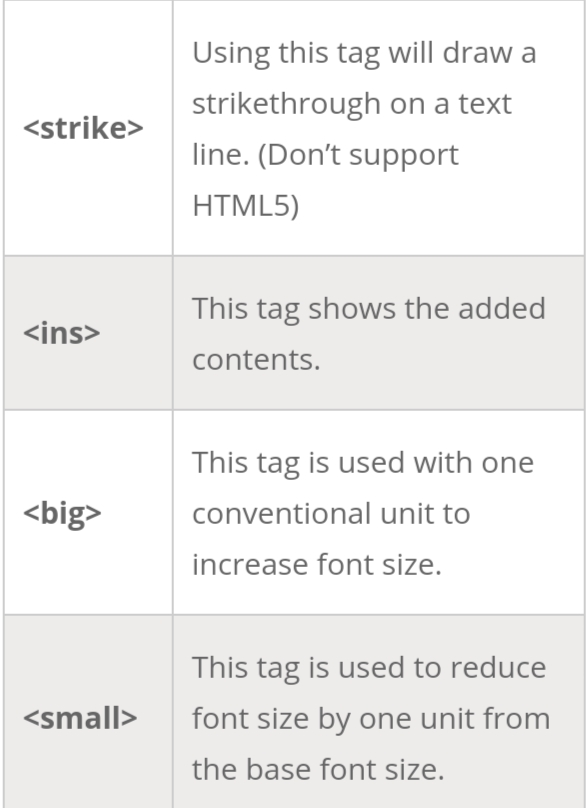 <strike>
Using this tag will draw a
strikethrough on a text
line. (Don’t support
HTML5)
<ins>
This tag shows the added
contents.
<big>
This tag is used with one
conventional unit to
increase font size.
<small>
This tag is used to reduce
font size by one unit from
the base font size.